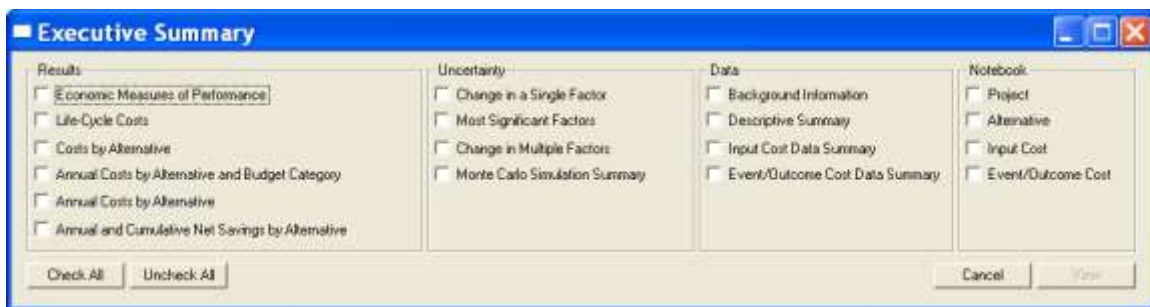 Executive Summary
Results
Economic Measures of Performance
Life-Cycle Costs
Costs by Alternative
Annual Costs by Alternative and Budget Category
Annual Costs by Alternative
Annual and Cumulative Net Savings by Alternative
Uncertainty
Change in a Single Factor
Most Significant Factors
Change in Multiple Factors
Monte Carlo Simulation Summary
Data
Background Information
Descriptive Summary
Input Cost Data Summary
Event/Outcome Cost Data Summary
Notebook
Project
Alternative
Input Cost
Event/Outcome Cost
Check All
Uncheck All
Cancel
View